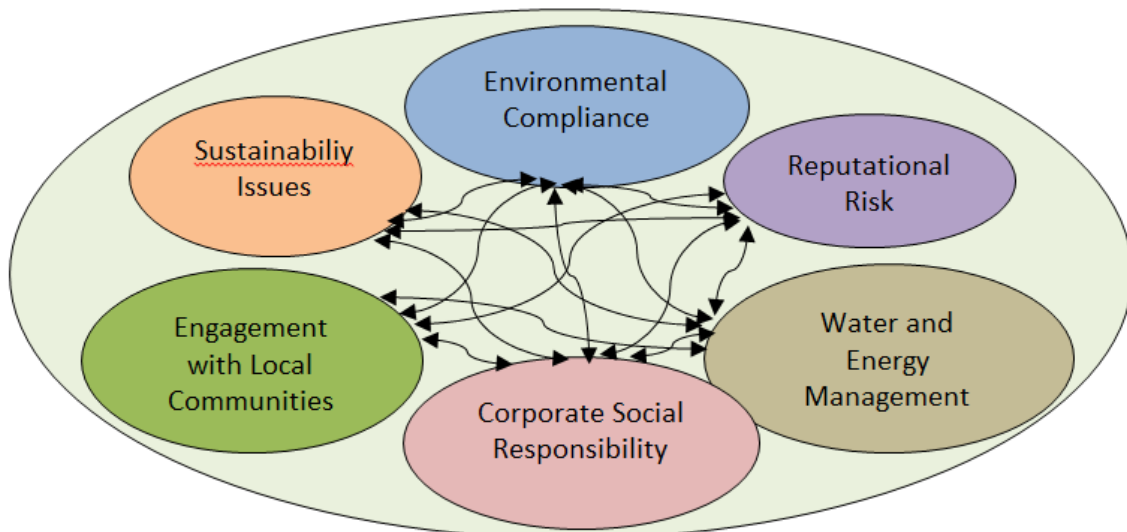 Environmental
Compliance
Sustainabiliy
Issues
Reputational
Risk
Engagement
with Local
Communities
Water and
Energy
Management
Corporate Social
Responsibility